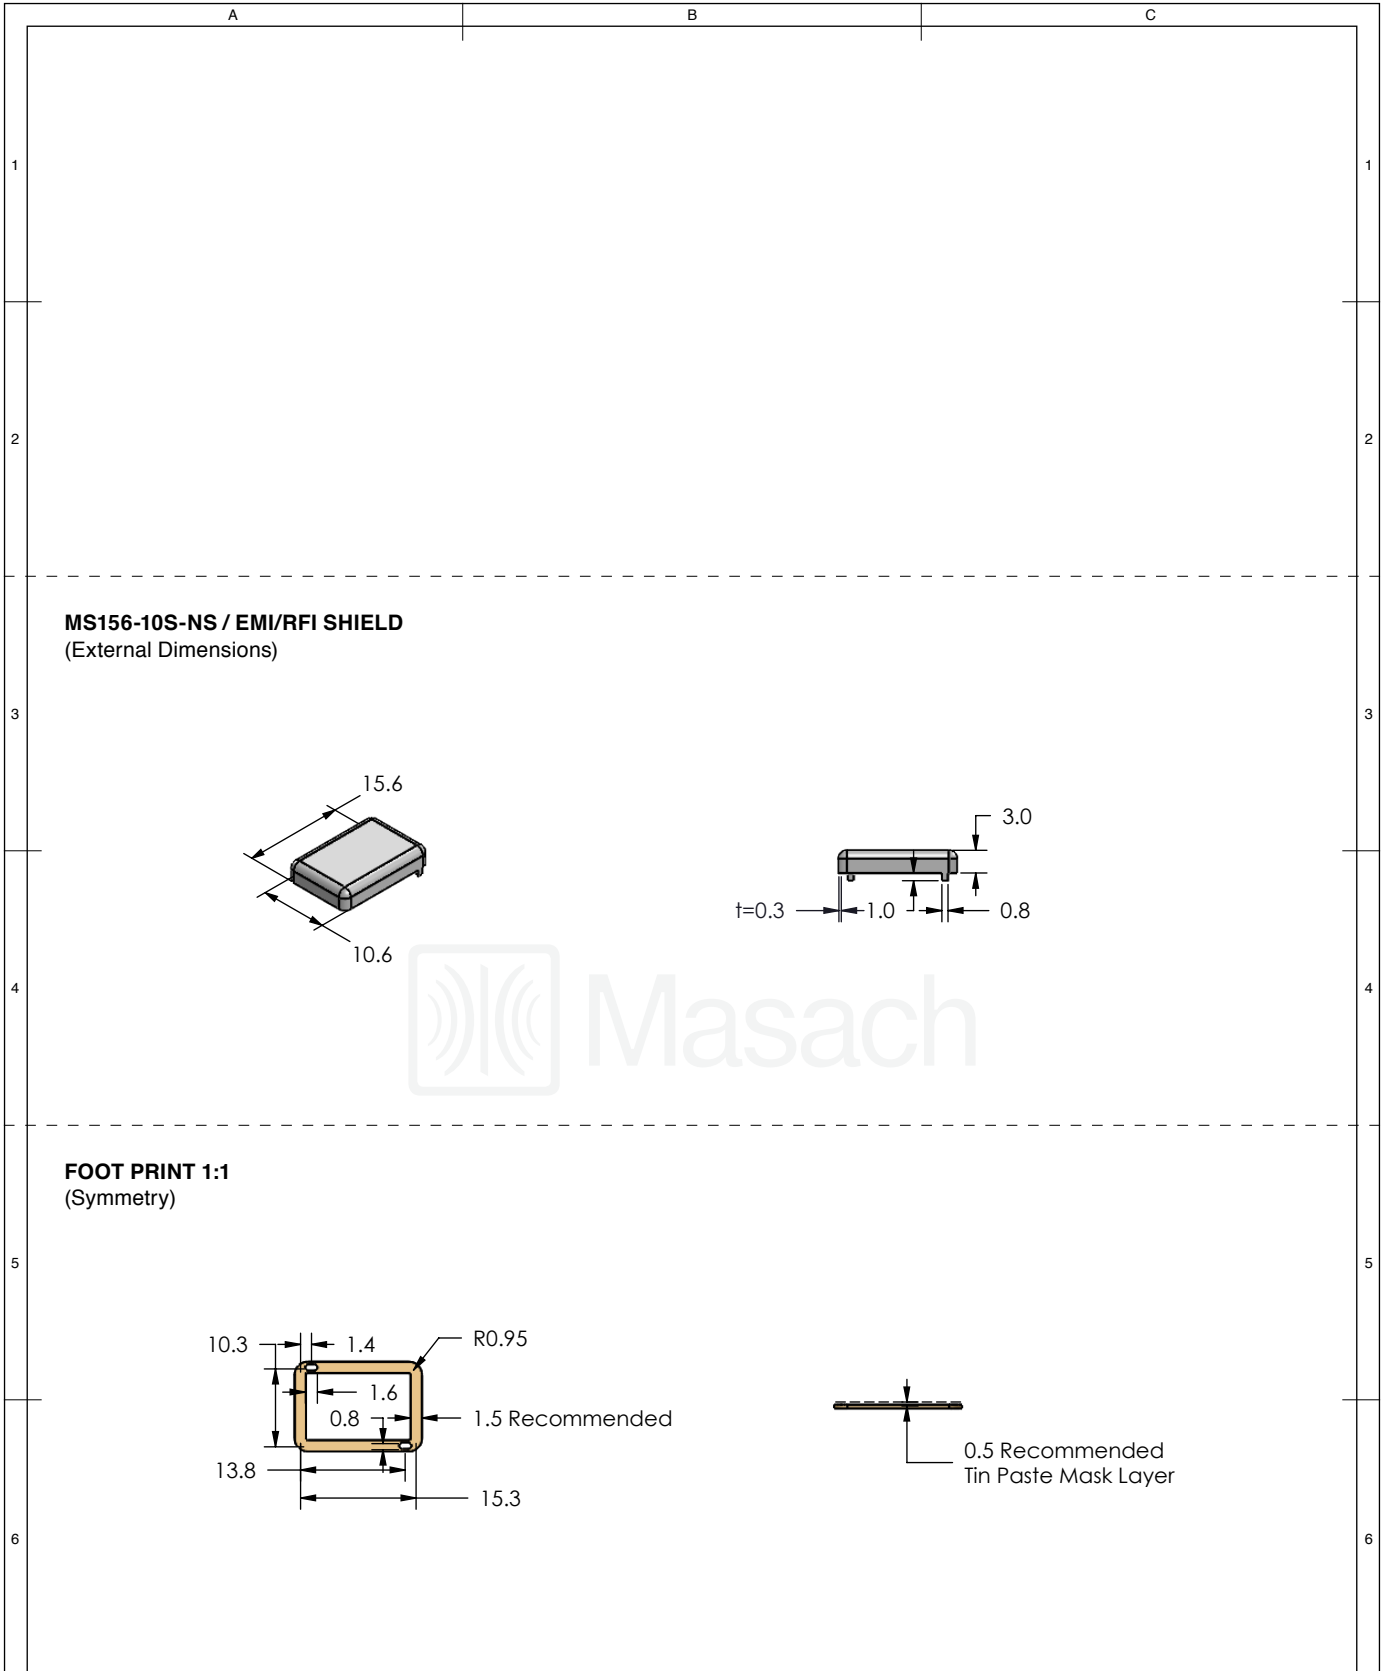 A B C
1 1
2 2
MS156-10S-NS / EMI/RFI SHIELD
(External Dimensions)
3 3
15.6
3.0
t=0.3 1.0 0.8
10.6
Masach
4 4
FOOT PRINT 1:1
(Symmetry)
5 5
10.3 1.4 R0.95
1.6
0.8 1.5 Recommended
0.5 Recommended
Tin Paste Mask Layer
13.8
15.3
6 6